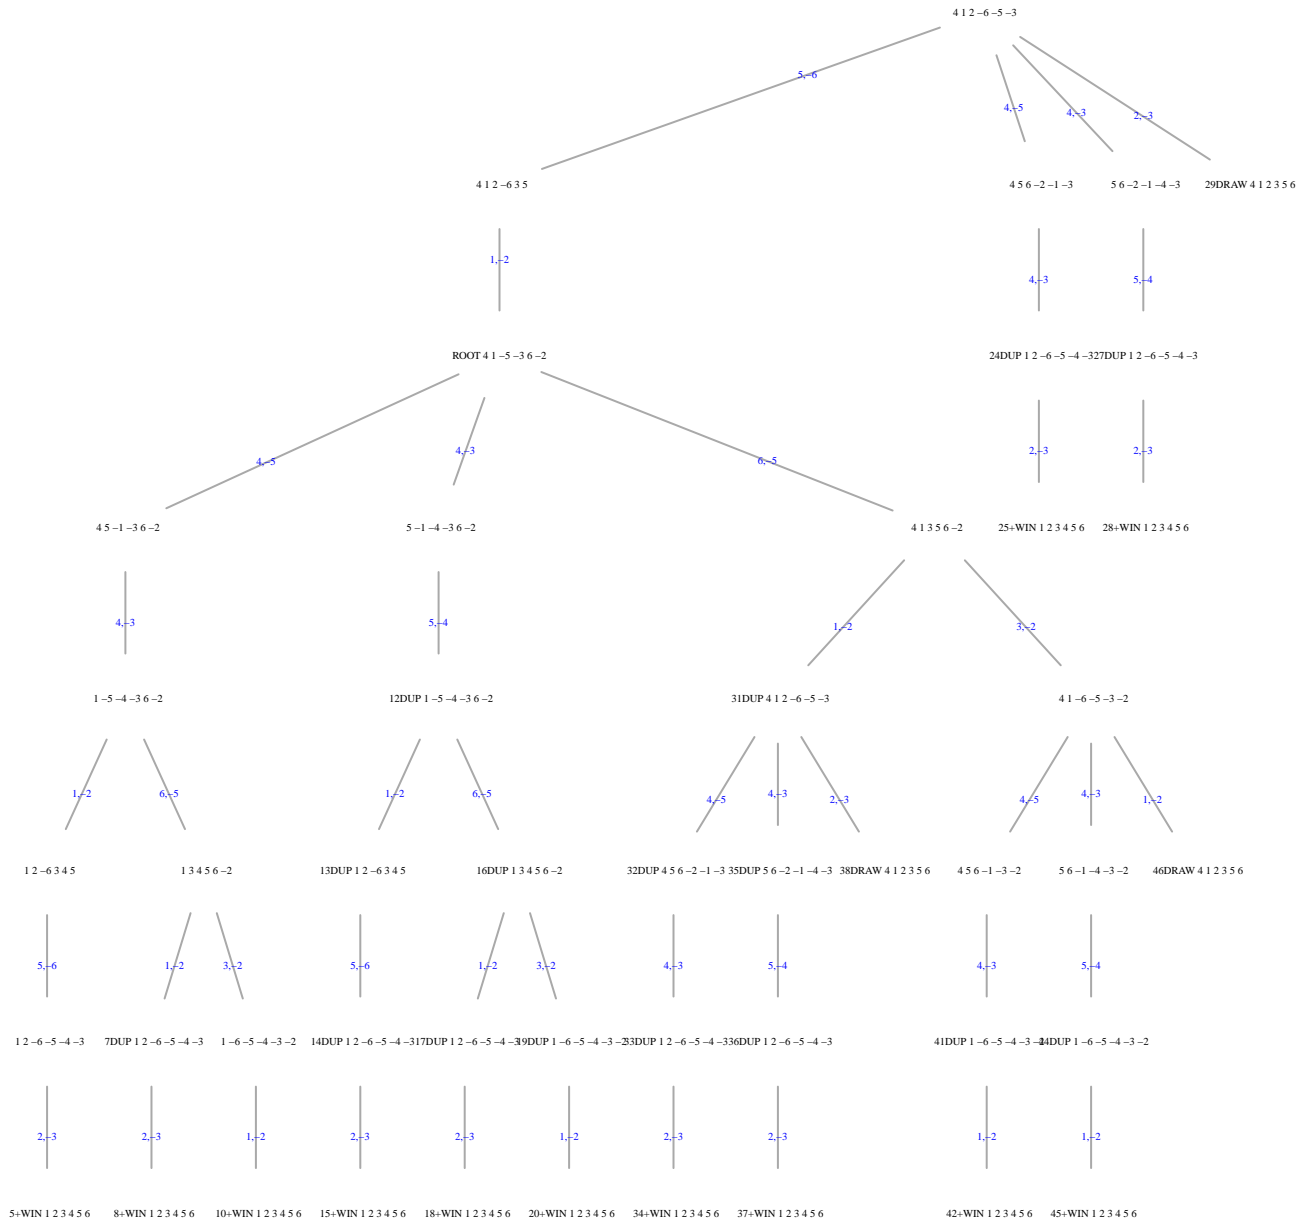 4 1 2 −6 −5 −3
5,−6
4,−5
4,−3
2,−3
4 1 2 −6 3 5
4 5 6 −2 −1 −3
5 6 −2 −1 −4 −3
29DRAW 4 1 2 3 5 6
1,−2
4,−3
5,−4
ROOT 4 1 −5 −3 6 −2
24DUP 1 2 −6 −5 −4 −3
27DUP 1 2 −6 −5 −4 −3
4,−5
4,−3
6,−5
2,−3
2,−3
4 5 −1 −3 6 −2
5 −1 −4 −3 6 −2
4 1 3 5 6 −2
25+WIN 1 2 3 4 5 6
28+WIN 1 2 3 4 5 6
4,−3
5,−4
1,−2
3,−2
1 −5 −4 −3 6 −2
12DUP 1 −5 −4 −3 6 −2
31DUP 4 1 2 −6 −5 −3
4 1 −6 −5 −3 −2
1,−2
6,−5
1,−2
6,−5
4,−5
4,−3
2,−3
4,−5
4,−3
1,−2
1 2 −6 3 4 5
1 3 4 5 6 −2
13DUP 1 2 −6 3 4 5
16DUP 1 3 4 5 6 −2
32DUP 4 5 6 −2 −1 −3
35DUP 5 6 −2 −1 −4 −3
38DRAW 4 1 2 3 5 6
4 5 6 −1 −3 −2
5 6 −1 −4 −3 −2
46DRAW 4 1 2 3 5 6
5,−6
1,−2
3,−2
5,−6
1,−2
3,−2
4,−3
5,−4
4,−3
5,−4
1 2 −6 −5 −4 −3
7DUP 1 2 −6 −5 −4 −3
1 −6 −5 −4 −3 −2
14DUP 1 2 −6 −5 −4 −3
17DUP 1 2 −6 −5 −4 −3
19DUP 1 −6 −5 −4 −3 −2
33DUP 1 2 −6 −5 −4 −3
36DUP 1 2 −6 −5 −4 −3
41DUP 1 −6 −5 −4 −3 −2
44DUP 1 −6 −5 −4 −3 −2
2,−3
2,−3
1,−2
2,−3
2,−3
1,−2
2,−3
2,−3
1,−2
1,−2
5+WIN 1 2 3 4 5 6
8+WIN 1 2 3 4 5 6
10+WIN 1 2 3 4 5 6
15+WIN 1 2 3 4 5 6
18+WIN 1 2 3 4 5 6
20+WIN 1 2 3 4 5 6
34+WIN 1 2 3 4 5 6
37+WIN 1 2 3 4 5 6
42+WIN 1 2 3 4 5 6
45+WIN 1 2 3 4 5 6